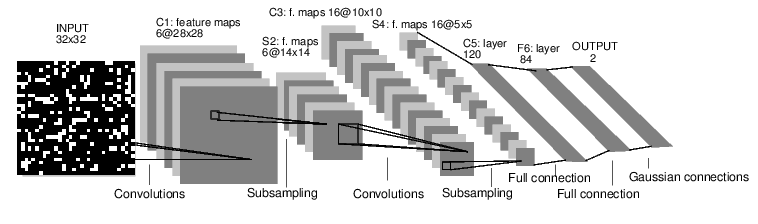 INPUT
32x32
C1: feature maps
6@28x28
S2: f. maps
6@14x14
C3: f. maps 16@10x10
S4: f. maps 16@5x5
C5: layer
120
F6: layer
84
OUTPUT
2
Convolutions
Subsampling
Convolutions
Subsampling
Full connection
Full connection
Gaussian connections